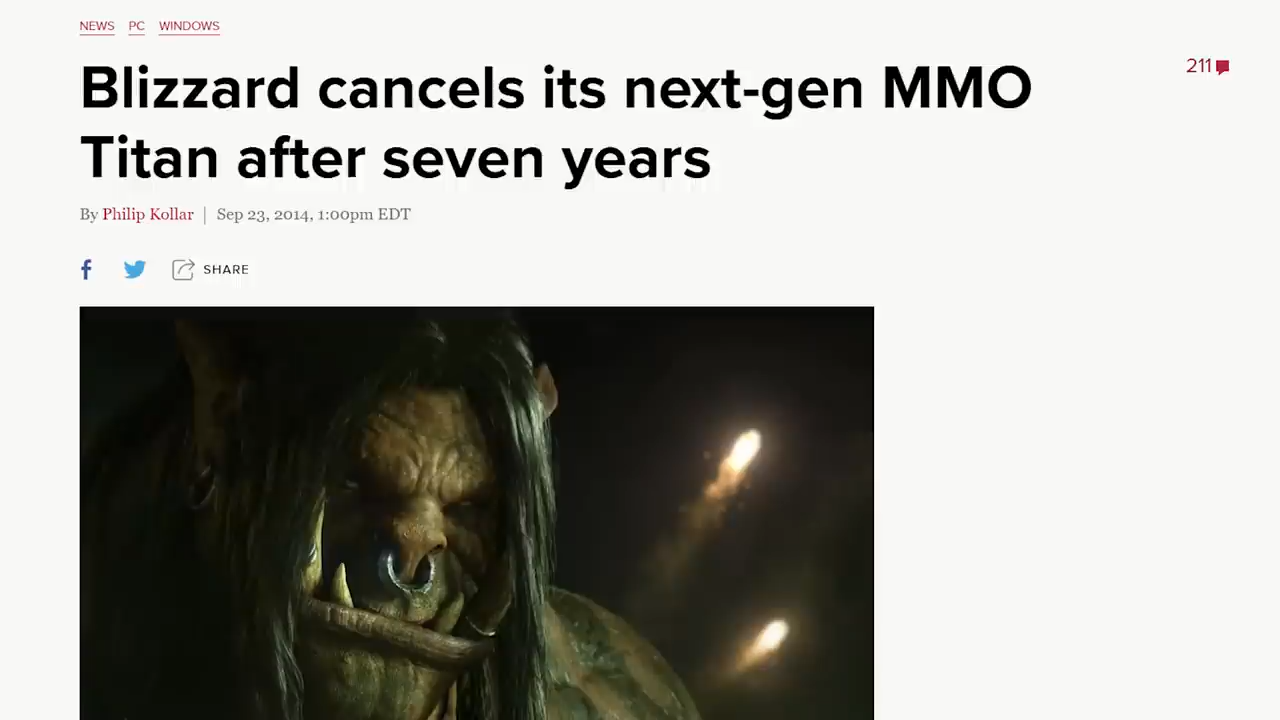 NEWS PC WINDOWS
Blizzard cancels its next-gen MMO
211
Titan after seven years
By Philip Kollar | Sep 23, 2014, 1:00pm EDT
f SHARE